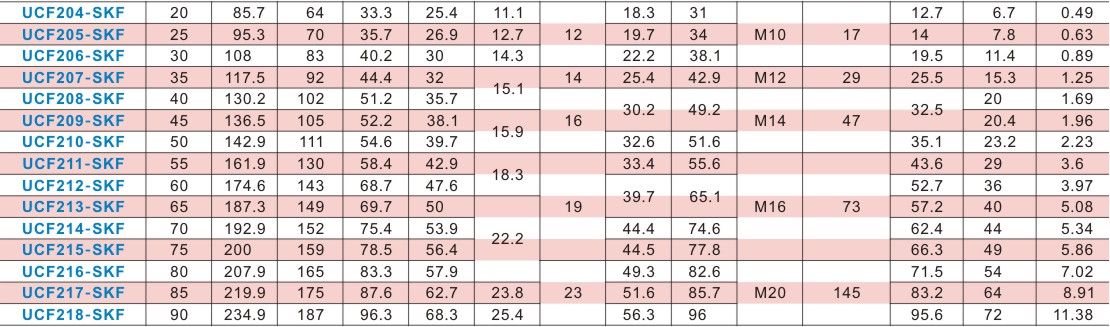 UCF204-SKF 20 85.7 64 33.3 25.4 11.1 18.3 31 12.7 6.7 0.49
UCF205-SKF 25 95.3 70 35.7 26.9 12.7 12 19.7 34 M10 17 14 7.8 0.63
UCF206-SKF 30 108 83 40.2 30 14.3 22.2 38.1 19.5 11.4 0.89
UCF207-SKF 35 117.5 92 44.4 32 14 25.4 42.9 M12 29 25.5 15.3 1.25
15.1
UCF208-SKF 40 130.2 102 51.2 35.7 20 1.69
30.2 49.2 32.5
UCF209-SKF 45 136.5 105 52.2 38.1 16 M14 47 20.4 1.96
15.9
UCF210-SKF 50 142.9 111 54.6 39.7 32.6 51.6 35.1 23.2 2.23
UCF211-SKF 55 161.9 130 58.4 42.9 33.4 55.6 43.6 29 3.6
18.3
UCF212-SKF 60 174.6 143 68.7 47.6 52.7 36 3.97
39.7 65.1
UCF213-SKF 65 187.3 149 69.7 50 19 M16 73 57.2 40 5.08
UCF214-SKF 70 192.9 152 75.4 53.9 44.4 74.6 62.4 44 5.34
22.2
UCF215-SKF 75 200 159 78.5 56.4 44.5 77.8 66.3 49 5.86
UCF216-SKF 80 207.9 165 83.3 57.9 49.3 82.6 71.5 54 7.02
UCF217-SKF 85 219.9 175 87.6 62.7 23.8 23 51.6 85.7 M20 145 83.2 64 8.91
UCF218-SKF 90 234.9 187 96.3 68.3 25.4 56.3 96 95.6 72 11.38